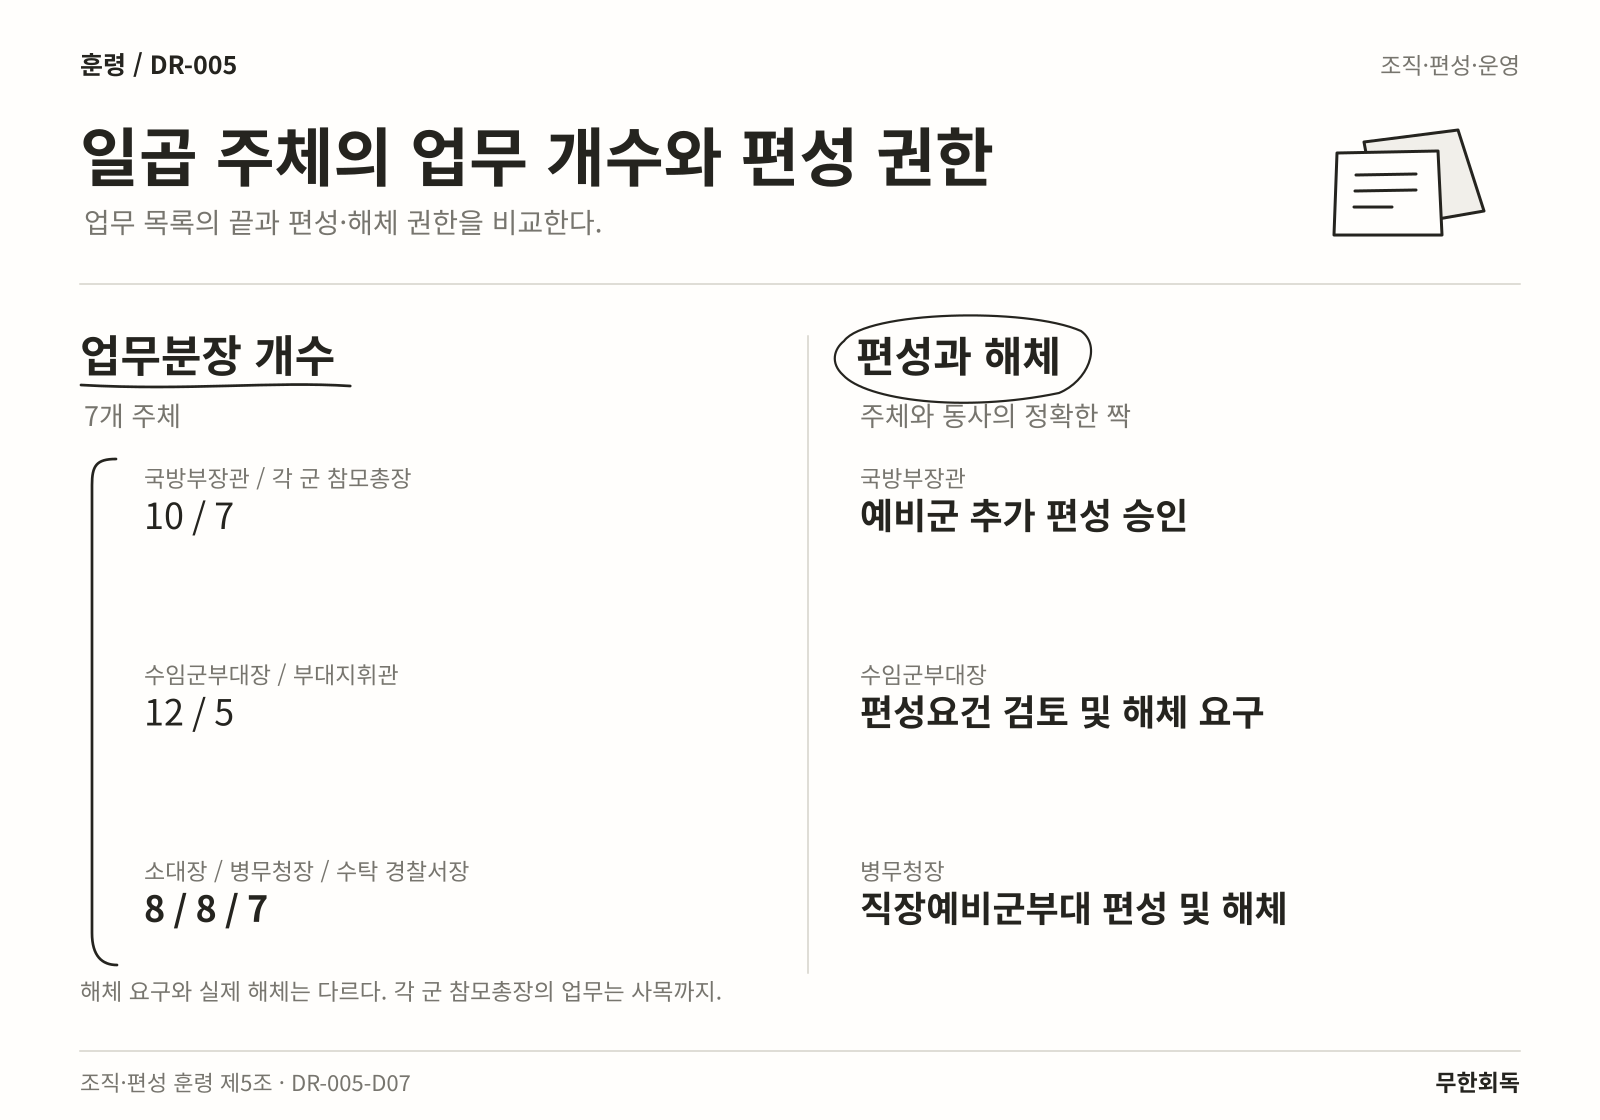 훈령 / DR-005
조직·편성·운영
일곱 주체의 업무 개수와 편성 권한
업무 목록의 끝과 편성·해체 권한을 비교한다.
업무분장 개수
7개 주체
국방부장관 / 각 군 참모총장
10 / 7
수임군부대장 / 부대지휘관
12 / 5
소대장 / 병무청장 / 수탁 경찰서장
8 / 8 / 7
해체 요구와 실제 해체는 다르다. 각 군 참모총장의 업무는 사목까지.
편성과 해체
주체와 동사의 정확한 짝
국방부장관
예비군 추가 편성 승인
수임군부대장
편성요건 검토 및 해체 요구
병무청장
직장예비군부대 편성 및 해체
조직·편성 훈령 제5조 · DR-005-D07
무한회독